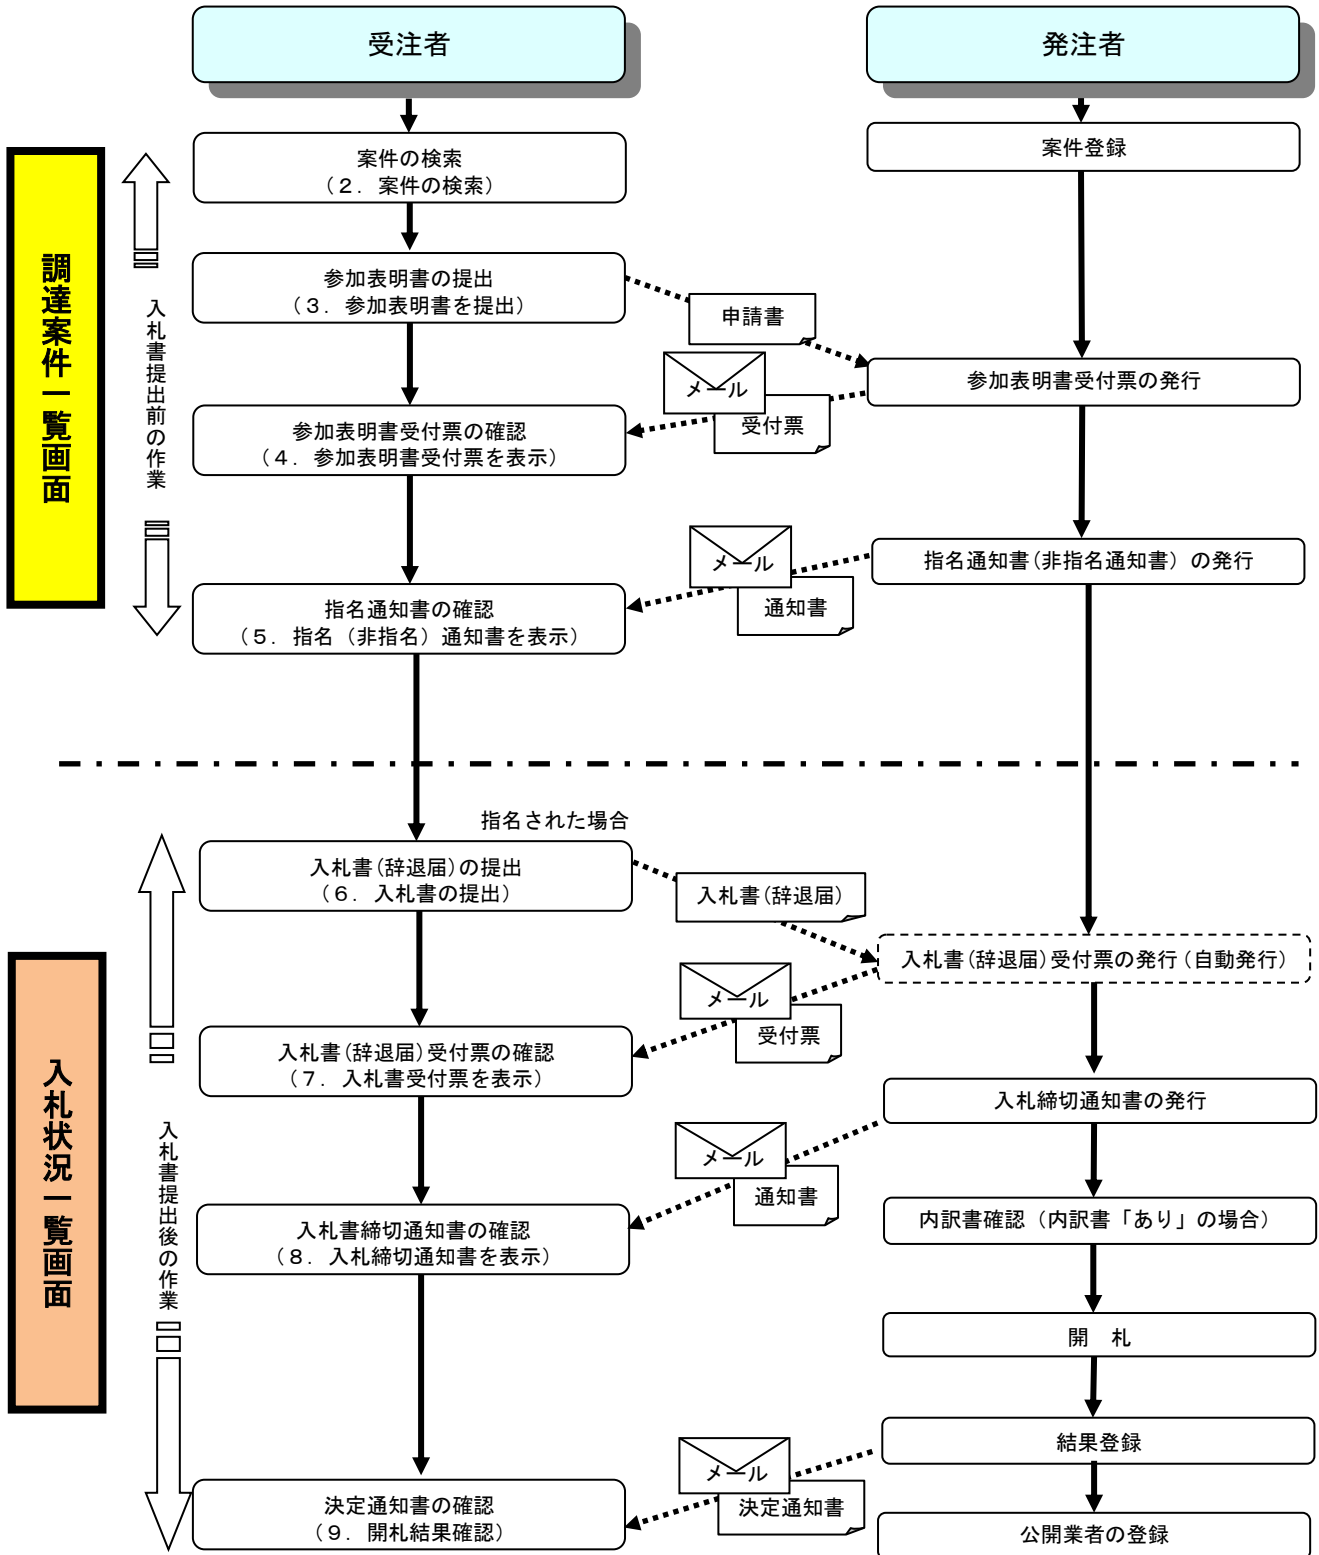 受注者
発注者
案件の検索
（２．案件の検索）
案件登録
調達案件一覧画面
入札書提出前の作業
参加表明書の提出
（３．参加表明書を提出）
申請書
参加表明書受付票の発行
メール
受付票
参加表明書受付票の確認
（４．参加表明書受付票を表示）
指名通知書(非指名通知書）の発行
メール
通知書
指名通知書の確認
（５．指名（非指名）通知書を表示）
指名された場合
入札書(辞退届)の提出
（６．入札書の提出）
入札書(辞退届)
入札書(辞退届)受付票の発行(自動発行)
メール
受付票
入札書(辞退届)受付票の確認
（７．入札書受付票を表示）
入札状況一覧画面
入札書提出後の作業
入札締切通知書の発行
メール
通知書
入札書締切通知書の確認
（８．入札締切通知書を表示）
内訳書確認（内訳書「あり」の場合）
開　札
結果登録
メール
決定通知書
決定通知書の確認
（９．開札結果確認）
公開業者の登録